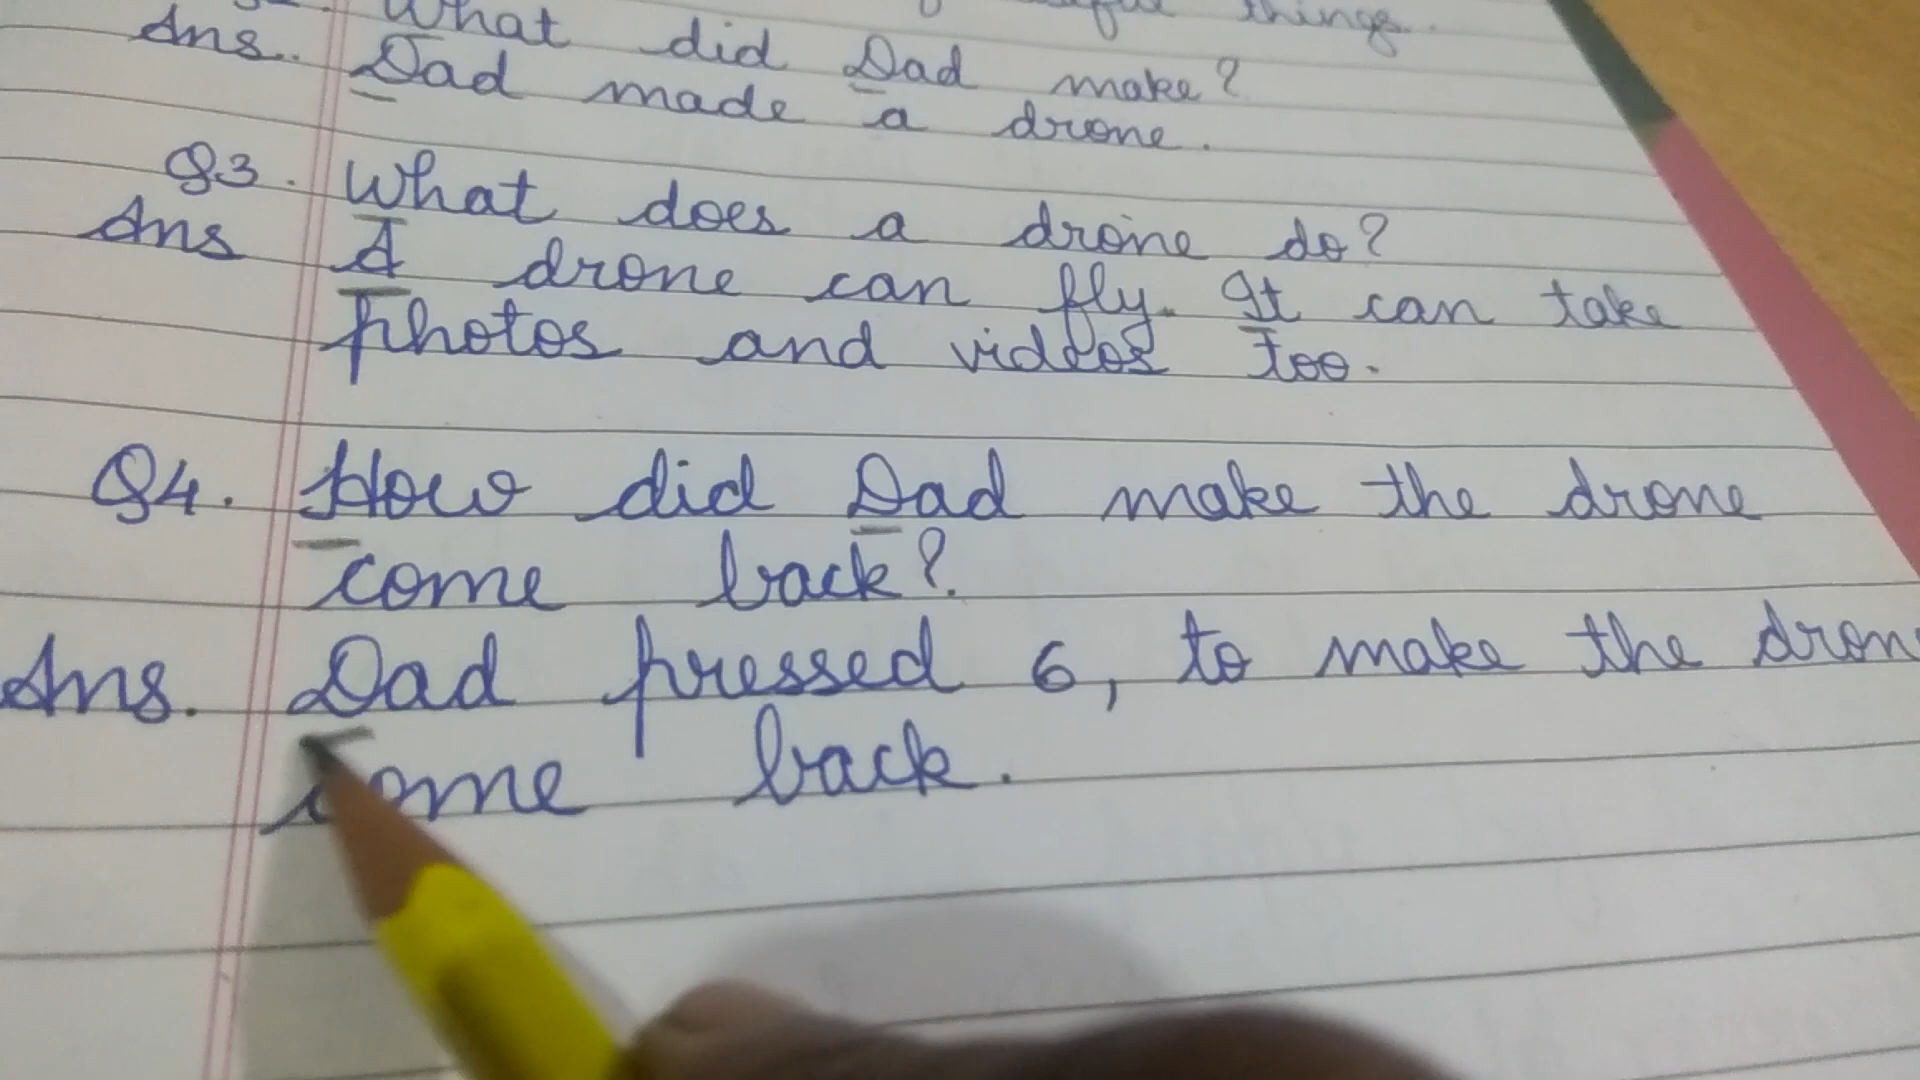 things.
What did Dad make?
Ans. Dad made a drone.
Q3. What does a drone do?
Ans A drone can fly. It can take
photos and videos too.
Q4. How did Dad make the drone
come back?
Ans. Dad pressed 6, to make the dron
come back.